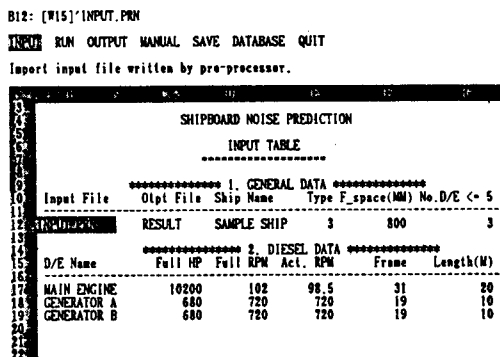 B12: [W15]'INPUT.PRN
INPUT RUN OUTPUT MANUAL SAVE DATABASE QUIT
Import input file written by pre-processor.
SHIPBOARD NOISE PREDICTION
INPUT TABLE
1. GENERAL DATA
Input File Otpt File Ship Name Type F_space(MM) No.D/E <= 5
12 INPUT.PRN RESULT SAMPLE SHIP 3 800 3
2. DIESEL DATA
D/E Name Full HP Full RPM Act. RPM Frame Length(M)
MAIN ENGINE 10200 102 98.5 31 20
GENERATOR A 680 720 720 19 10
GENERATOR B 680 720 720 19 10